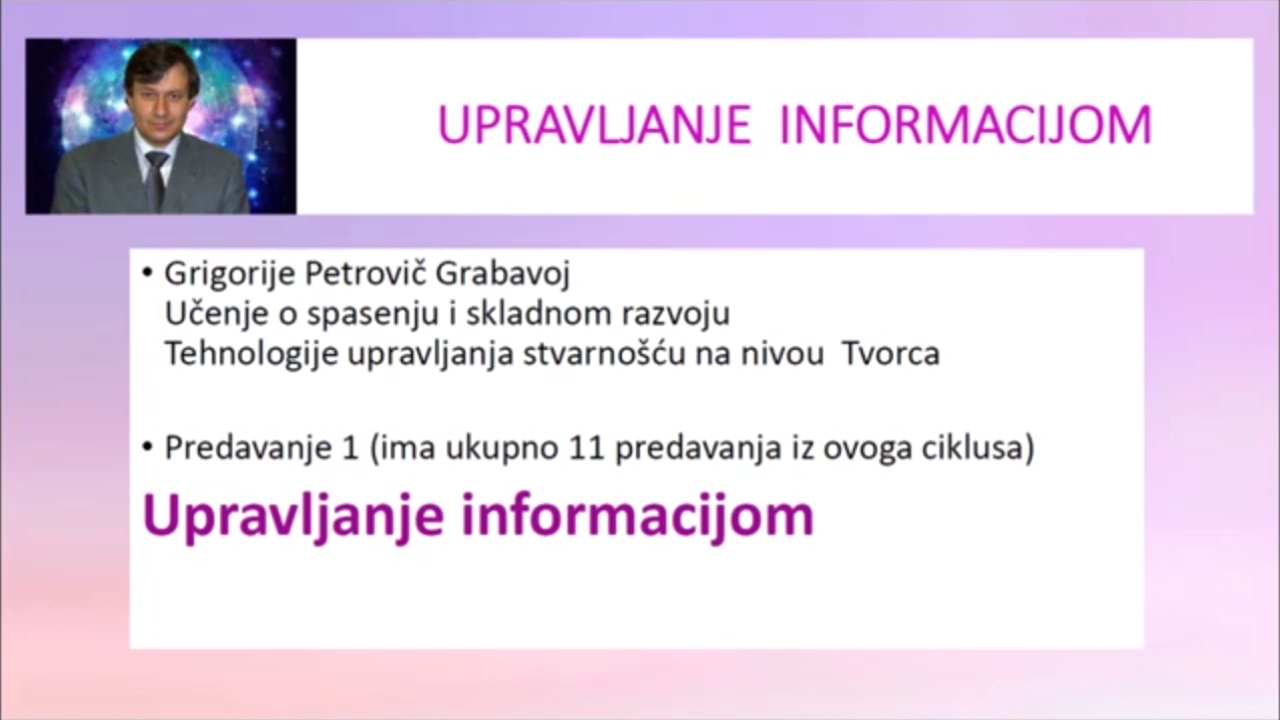 UPRAVLJANJE INFORMACIJOM
• Grigorije Petrovič Grabavoj
Učenje o spasenju i skladnom razvoju
Tehnologije upravljanja stvarnošću na nivou Tvorca
• Predavanje 1 (ima ukupno 11 predavanja iz ovoga ciklusa)
Upravljanje informacijom